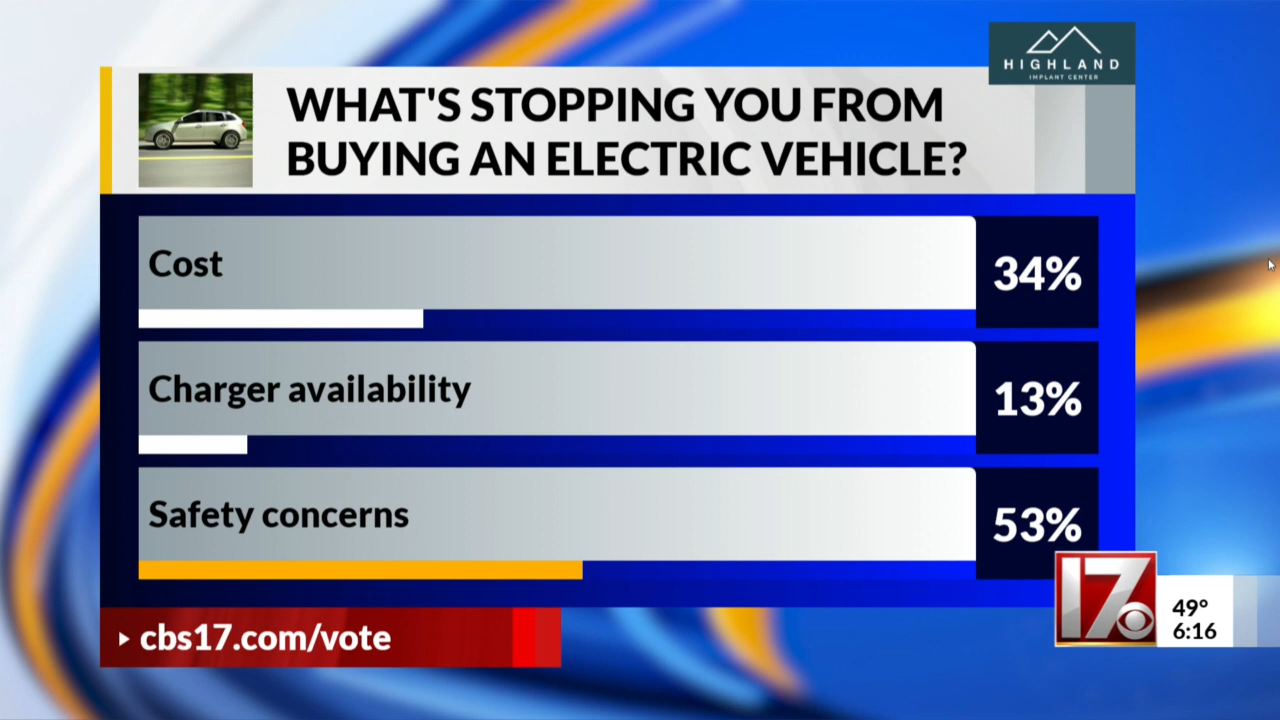 HIGHLAND
IMPLANT CENTER
WHAT'S STOPPING YOU FROM
BUYING AN ELECTRIC VEHICLE?
Cost
34%
Charger availability
13%
Safety concerns
53%
cbs17.com/vote
17
49°
6:16